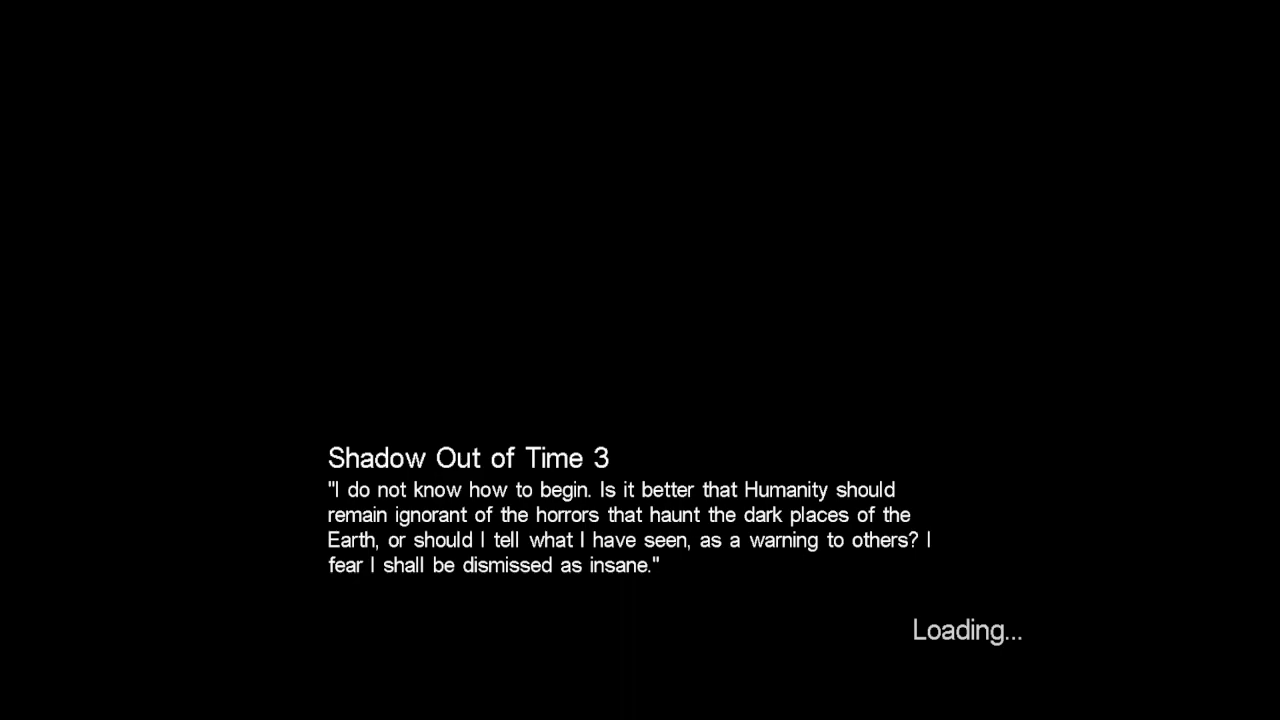 Shadow Out of Time 3
"I do not know how to begin. Is it better that Humanity should
remain ignorant of the horrors that haunt the dark places of the
Earth, or should I tell what I have seen, as a warning to others? I
fear I shall be dismissed as insane."
Loading...